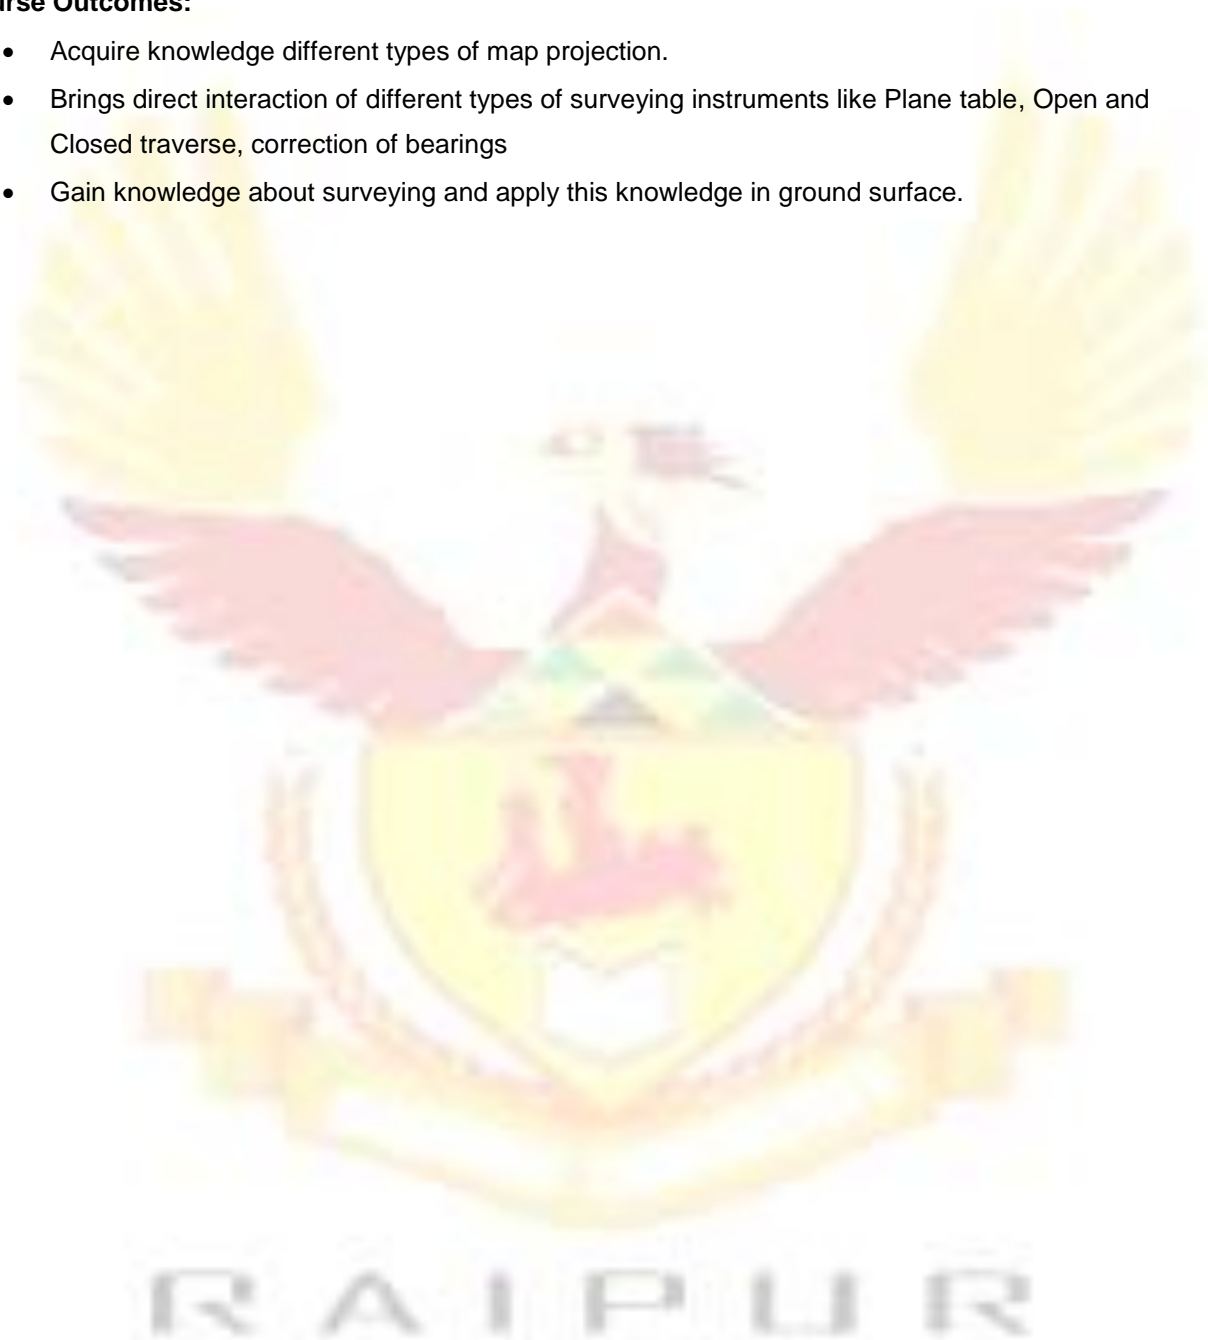 urse Outcomes:
• Acquire knowledge different types of map projection.
• Brings direct interaction of different types of surveying instruments like Plane table, Open and
Closed traverse, correction of bearings
• Gain knowledge about surveying and apply this knowledge in ground surface.
RAIPUR